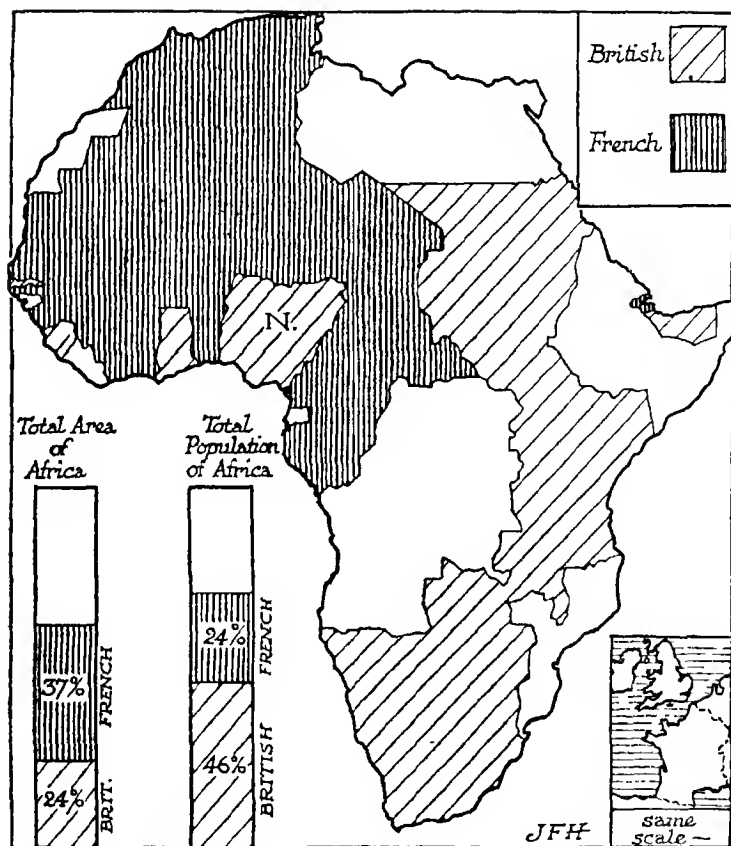 British
French
N.
Total Area
of
Africa
37%
FRENCH
24%
BRIT.
Total
Population
of Africa
24%
FRENCH
46%
BRITISH
JFH
same
scale